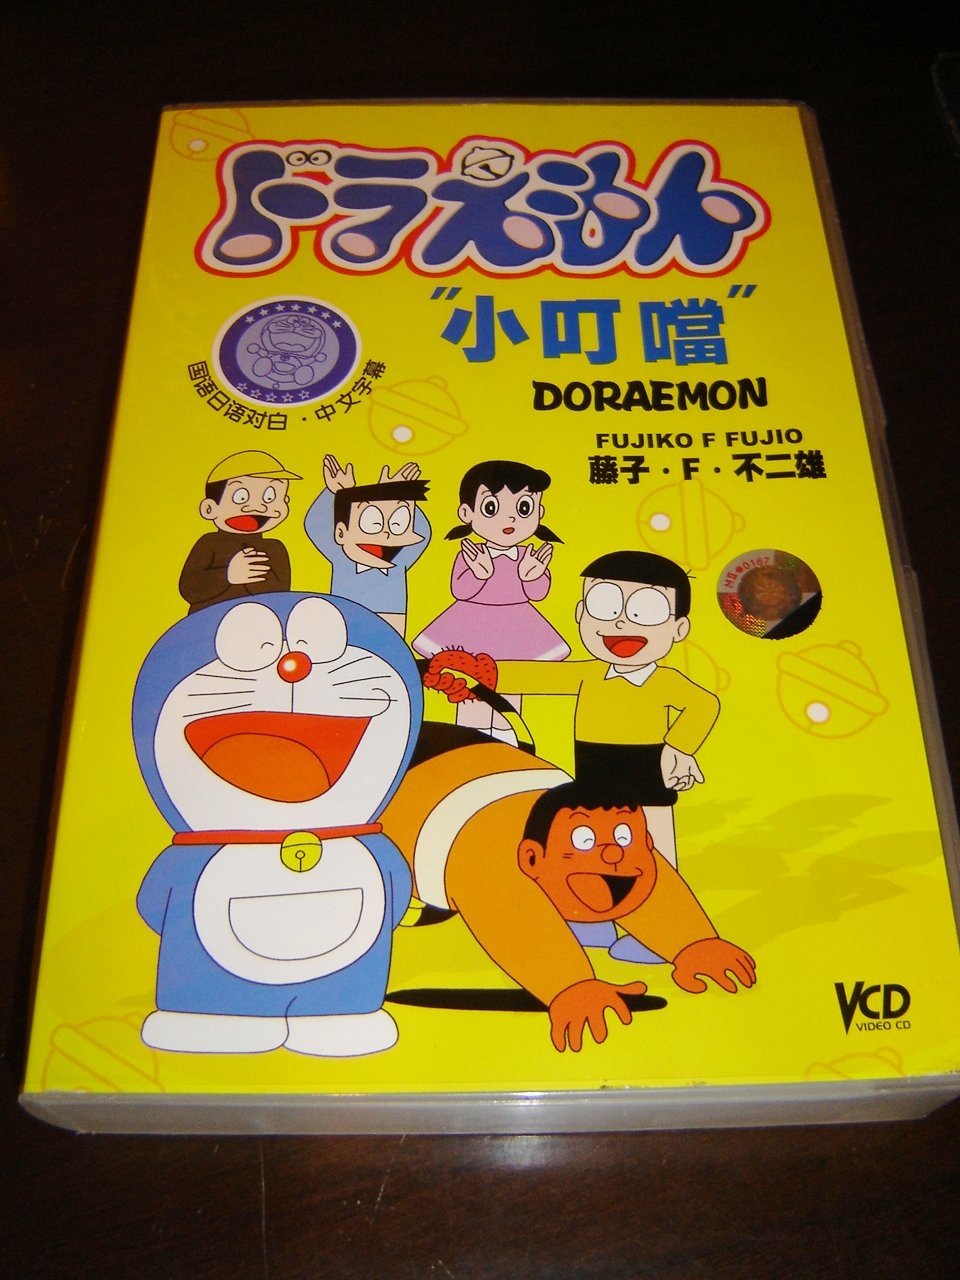 ドラえもん
"小叮噹"
DORAEMON
FUJIKO F FUJIO
藤子・F・不二雄
国语日语对白・中文字幕
VCD
VIDEO CD